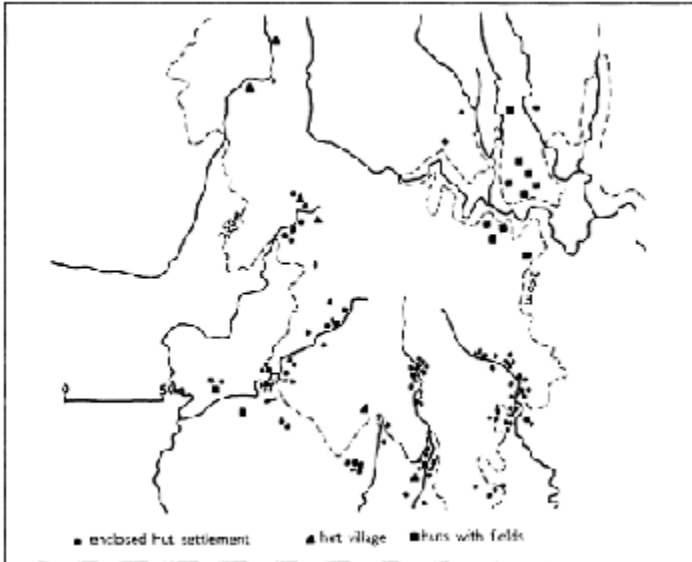 0 50
enclosed hut settlement ▲ hut village ■ huts with fields